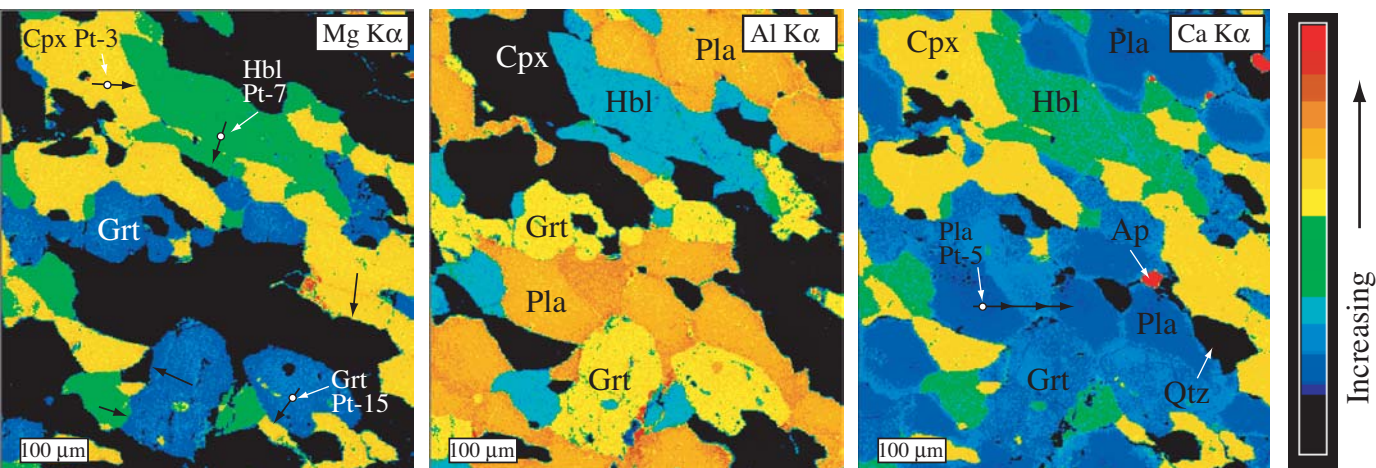 Cpx Pt-3
Mg Kα
Hbl
Pt-7
Grt
Grt
Pt-15
100 μm
Al Kα
Cpx
Pla
Hbl
Grt
Pla
Grt
100 μm
Cpx
Pla
Ca Kα
Hbl
Pla
Pt-5
Ap
Pla
Grt
Qtz
100 μm
Increasing